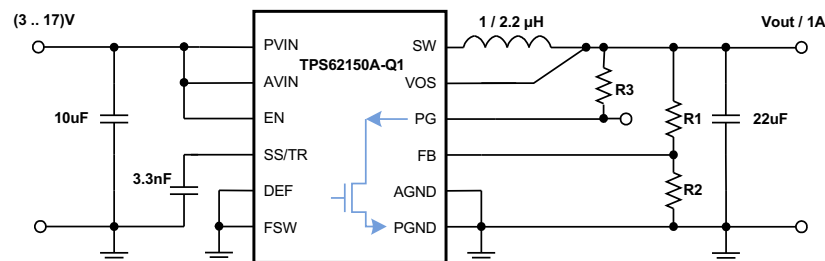 (3 .. 17)V
1 / 2.2 µH
Vout / 1A
PVIN
SW
TPS62150A-Q1
AVIN
VOS
R3
10uF
EN
PG
R1
22uF
3.3nF
SS/TR
FB
DEF
AGND
R2
FSW
PGND